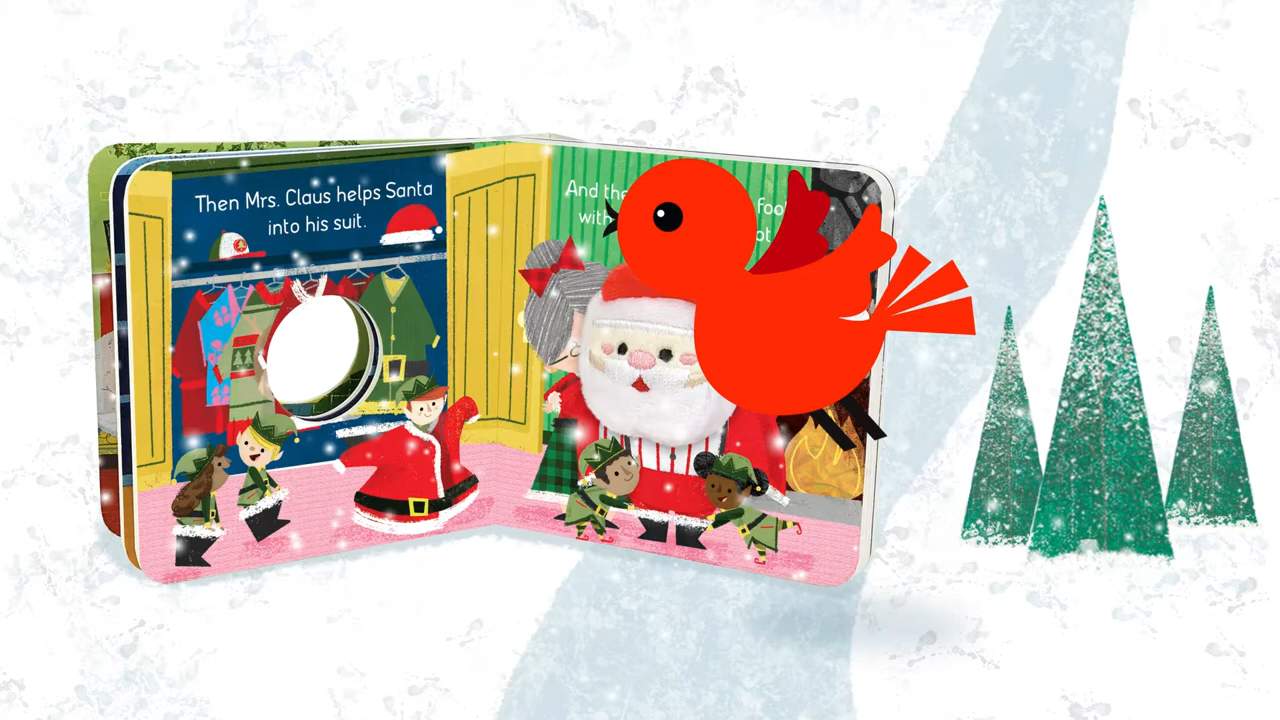 Then Mrs. Claus helps Santa
into his suit.
And the
with